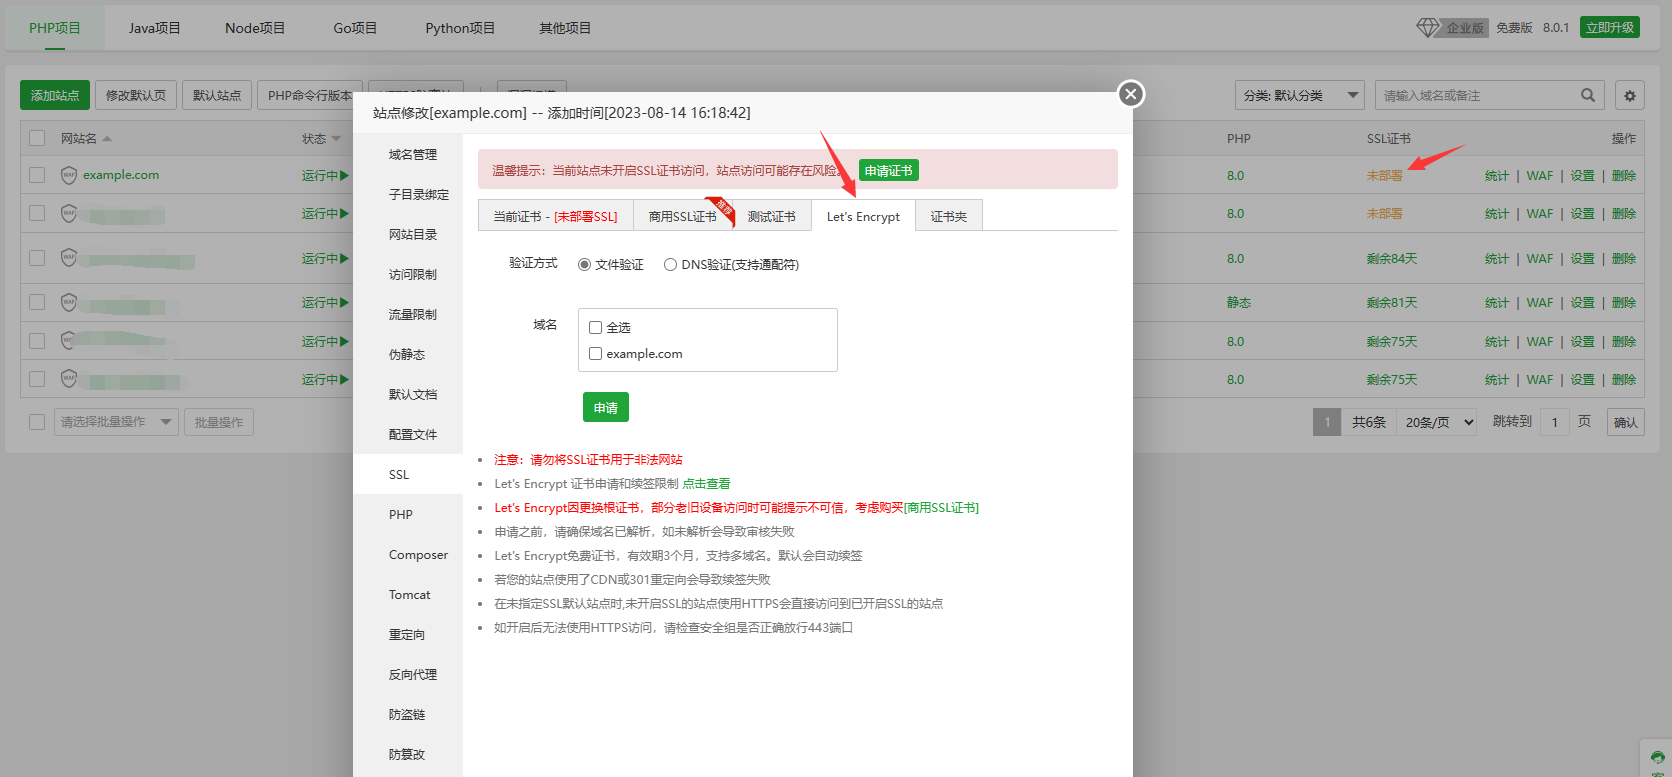 PHP项目 Java项目 Node项目 Go项目 Python项目 其他项目 企业版 免费版 8.0.1 立即升级
添加站点 修改默认页 默认站点 PHP命令行版本 分类: 默认分类 请输入域名或备注
站点修改[example.com] -- 添加时间[2023-08-14 16:18:42]
网站名 状态 PHP SSL证书 操作
example.com 运行中 8.0 未部署 统计 | WAF | 设置 | 删除
运行中 8.0 未部署 统计 | WAF | 设置 | 删除
运行中 8.0 剩余84天 统计 | WAF | 设置 | 删除
运行中 静态 剩余81天 统计 | WAF | 设置 | 删除
运行中 8.0 剩余75天 统计 | WAF | 设置 | 删除
运行中 8.0 剩余75天 统计 | WAF | 设置 | 删除
请选择批量操作 批量操作 1 共6条 20条/页 跳转到 1 页 确认
域名管理
子目录绑定
网站目录
访问限制
流量限制
伪静态
默认文档
配置文件
SSL
PHP
Composer
Tomcat
重定向
反向代理
防盗链
防篡改
温馨提示：当前站点未开启SSL证书访问，站点访问可能存在风险。 申请证书
当前证书 - [未部署SSL] 商用SSL证书 推荐 测试证书 Let's Encrypt 证书夹
验证方式 文件验证 DNS验证(支持通配符)
域名 全选
example.com
申请
注意：请勿将SSL证书用于非法网站
Let's Encrypt 证书申请和续签限制 点击查看
Let's Encrypt因更换根证书，部分老旧设备访问时可能提示不可信，考虑购买[商用SSL证书]
申请之前，请确保域名已解析，如未解析会导致审核失败
Let's Encrypt免费证书，有效期3个月，支持多域名。默认会自动续签
若您的站点使用了CDN或301重定向会导致续签失败
在未指定SSL默认站点时,未开启SSL的站点使用HTTPS会直接访问到已开启SSL的站点
如开启后无法使用HTTPS访问，请检查安全组是否正确放行443端口